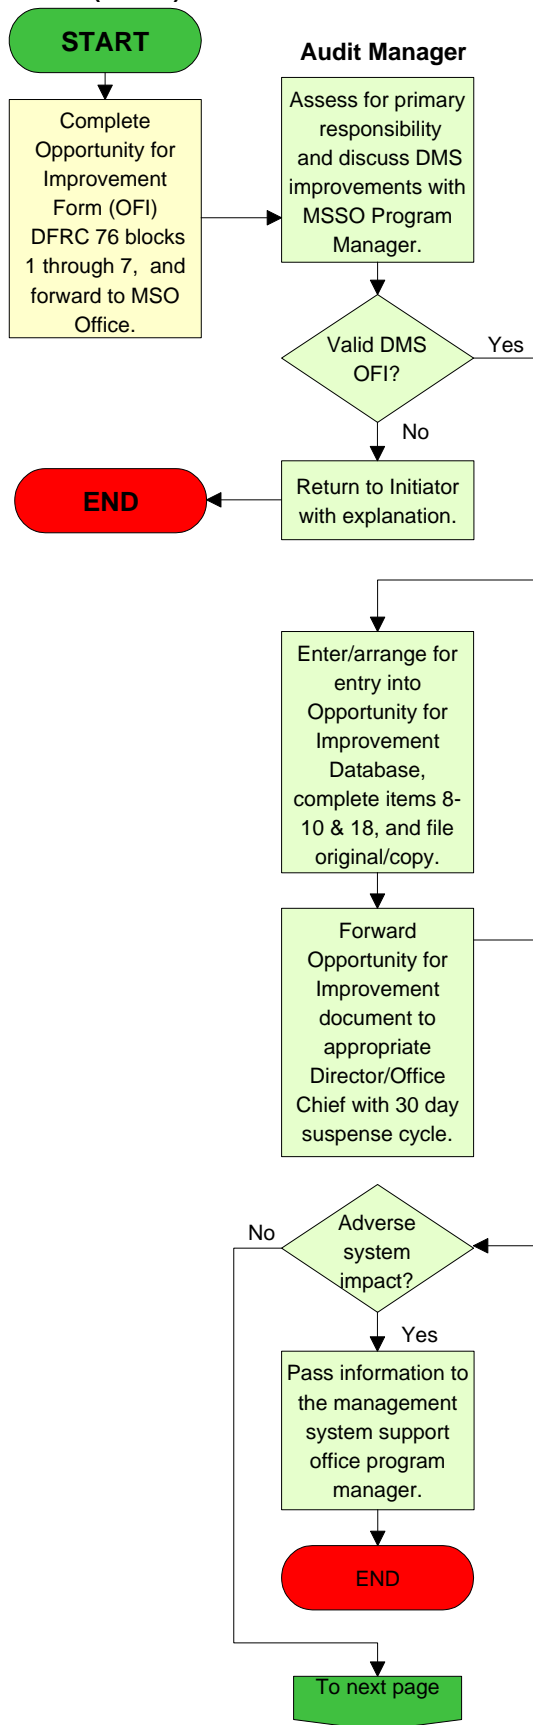 START
Audit Manager
Complete
Opportunity for
Improvement
Form (OFI)
DFRC 76 blocks
1 through 7,  and
forward to MSO
Office.
Assess for primary
responsibility
and discuss DMS
improvements with
MSSO Program
Manager.
Valid DMS
OFI?
Yes
No
END
Return to Initiator
with explanation.
Enter/arrange for
entry into
Opportunity for
Improvement
Database,
complete items 8-
10 & 18, and file
original/copy.
Forward
Opportunity for
Improvement
document to
appropriate
Director/Office
Chief with 30 day
suspense cycle.
No
Adverse
system
impact?
Yes
Pass information to
the management
system support
office program
manager.
END
To next page